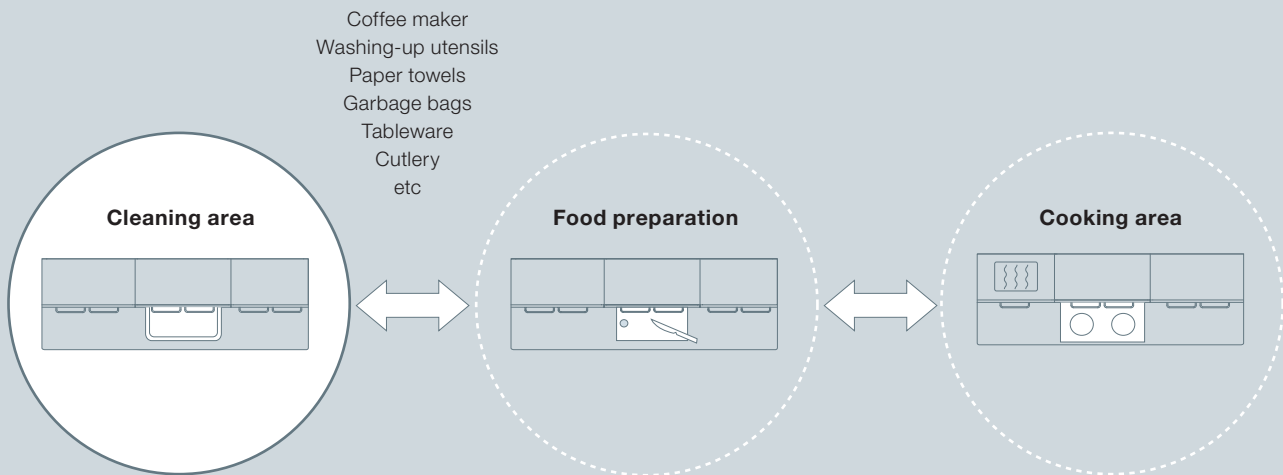 Coffee maker
Washing-up utensils
Paper towels
Garbage bags
Tableware
Cutlery
etc
Cleaning area
Food preparation
Cooking area